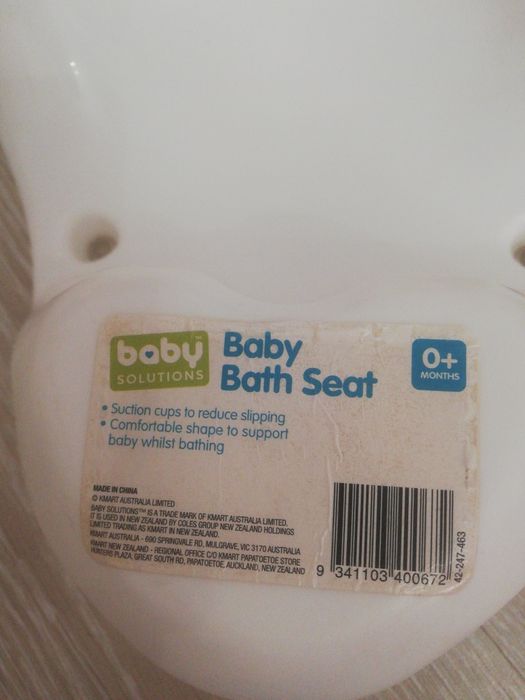 baby™
SOLUTIONS
Baby
Bath Seat
0+
MONTHS
• Suction cups to reduce slipping
• Comfortable shape to support
baby whilst bathing
MADE IN CHINA
© KMART AUSTRALIA LIMITED
BABY SOLUTIONS™ IS A TRADE MARK OF KMART AUSTRALIA LIMITED.
IT IS USED IN NEW ZEALAND BY COLES GROUP NEW ZEALAND HOLDINGS
LIMITED TRADING AS KMART IN NEW ZEALAND.
KMART AUSTRALIA - 690 SPRINGVALE RD, MULGRAVE, VIC 3170 AUSTRALIA
KMART NEW ZEALAND - REGIONAL OFFICE C/O KMART PAPATOETOE STORE
HUNTERS PLAZA, GREAT SOUTH RD, PAPATOETOE, AUCKLAND, NEW ZEALAND
9 341103 400672
42-247-463